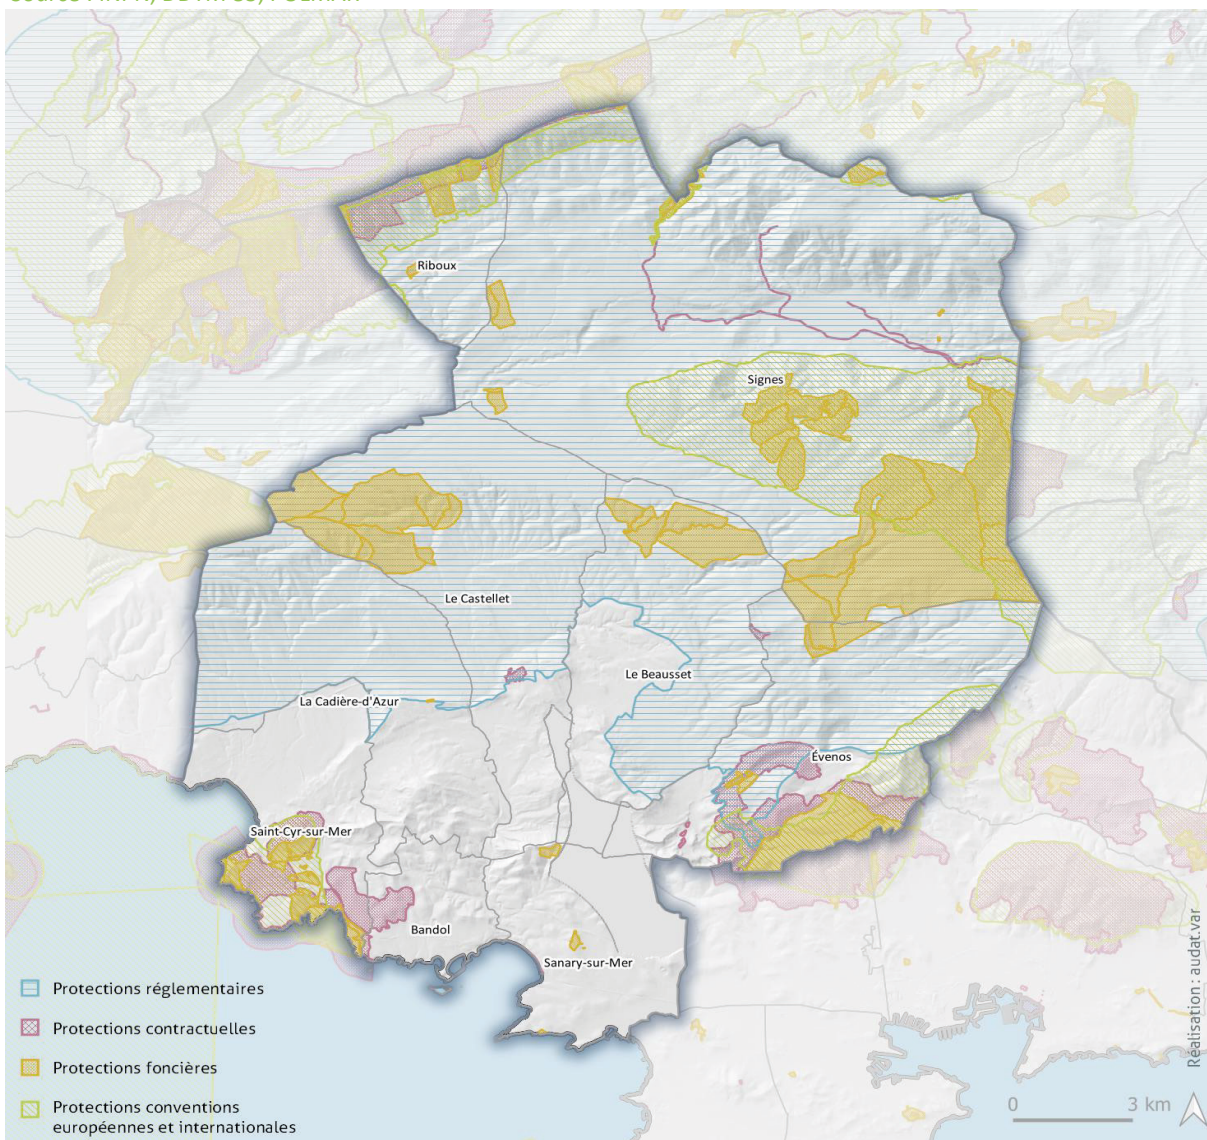 Riboux
Signes
Le Castellet
Le Beausset
La Cadière-d'Azur
Évenos
Saint-Cyr-sur-Mer
Bandol
Sanary-sur-Mer
Protections réglementaires
Protections contractuelles
Protections foncières
Protections conventions
européennes et internationales
0 3 km
Réalisation : audat.var